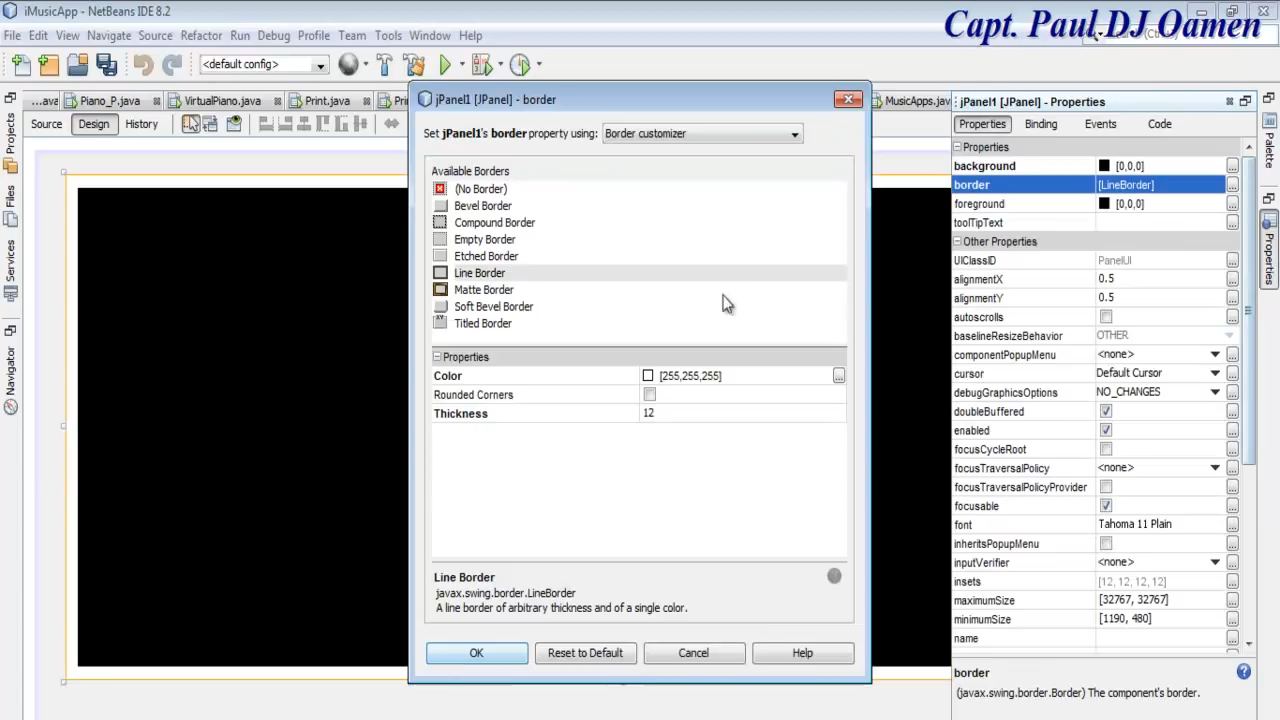 iMusicApp - NetBeans IDE 8.2
Capt. Paul DJ Oamen
File Edit View Navigate Source Refactor Run Debug Profile Team Tools Window Help
<default config>
...ava Piano_P.java VirtualPiano.java Print.java Prin MusicApps.java
Source Design History
Projects
Files
Services
Navigator
jPanel1 [JPanel] - border
Set jPanel1's border property using: Border customizer
Available Borders
(No Border)
Bevel Border
Compound Border
Empty Border
Etched Border
Line Border
Matte Border
Soft Bevel Border
Titled Border
Properties
Color [255,255,255] ...
Rounded Corners
Thickness 12
Line Border
javax.swing.border.LineBorder
A line border of arbitrary thickness and of a single color.
OK Reset to Default Cancel Help
jPanel1 [JPanel] - Properties
Properties Binding Events Code
Properties
background [0,0,0] ...
border [LineBorder] ...
foreground [0,0,0] ...
toolTipText ...
Other Properties
UIClassID PanelUI ...
alignmentX 0.5 ...
alignmentY 0.5 ...
autoscrolls ...
baselineResizeBehavior OTHER
componentPopupMenu <none> ...
cursor Default Cursor ...
debugGraphicsOptions NO_CHANGES ...
doubleBuffered ...
enabled ...
focusCycleRoot ...
focusTraversalPolicy <none> ...
focusTraversalPolicyProvider ...
focusable ...
font Tahoma 11 Plain ...
inheritsPopupMenu ...
inputVerifier <none> ...
insets [12, 12, 12, 12] ...
maximumSize [32767, 32767] ...
minimumSize [1190, 480] ...
name ...
border
(javax.swing.border.Border) The component's border.
Palette
Properties